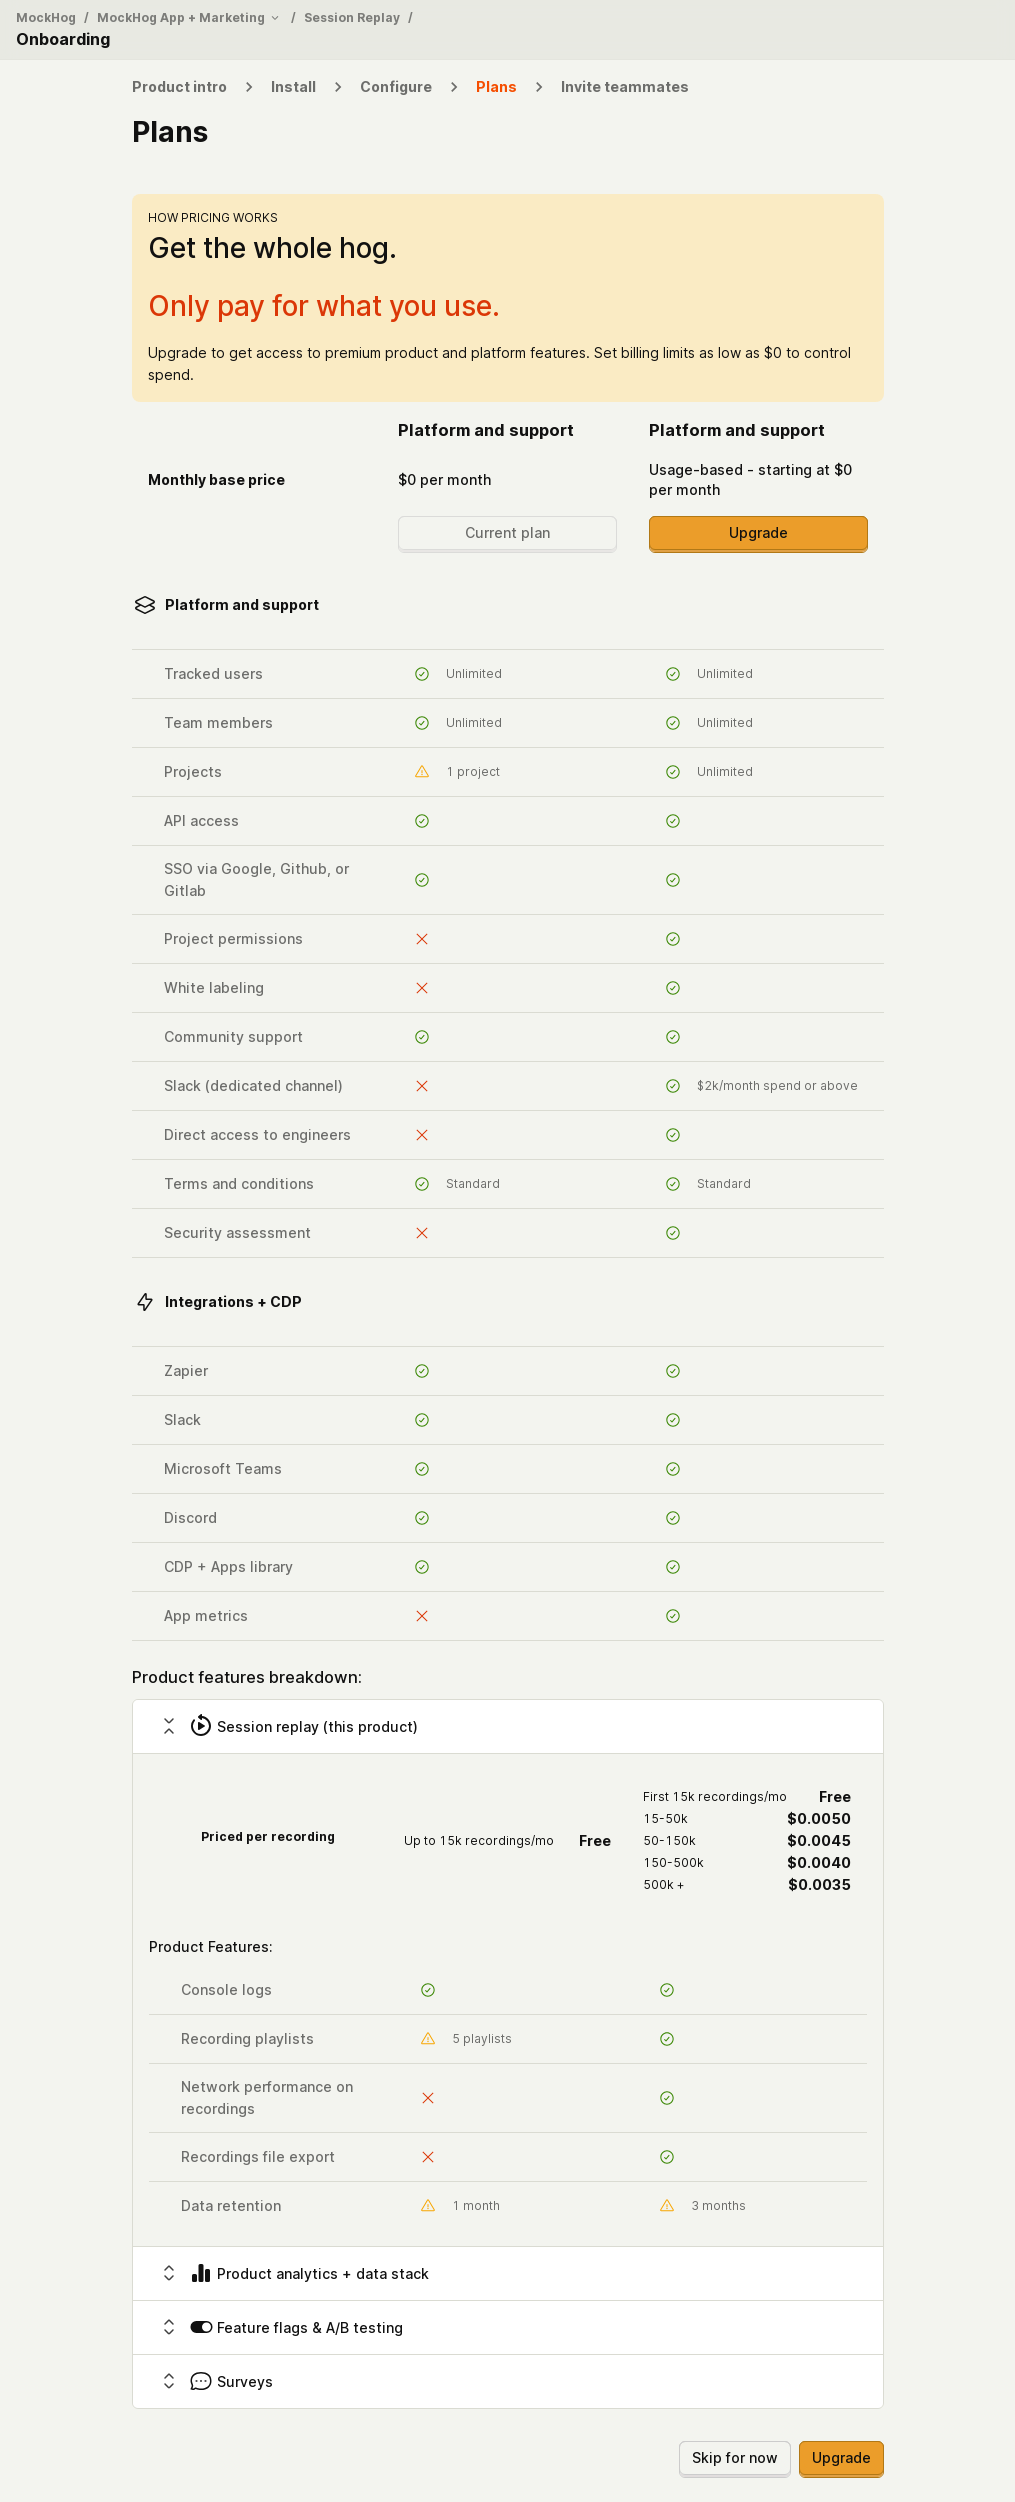 MockHog / MockHog App + Marketing / Session Replay /
Onboarding
Product intro > Install > Configure > Plans > Invite teammates
Plans
HOW PRICING WORKS
Get the whole hog.
Only pay for what you use.
Upgrade to get access to premium product and platform features. Set billing limits as low as $0 to control
spend.
Platform and support Platform and support
Monthly base price $0 per month Usage-based - starting at $0
per month
Current plan Upgrade
Platform and support
Tracked users Unlimited Unlimited
Team members Unlimited Unlimited
Projects 1 project Unlimited
API access
SSO via Google, Github, or
Gitlab
Project permissions
White labeling
Community support
Slack (dedicated channel) $2k/month spend or above
Direct access to engineers
Terms and conditions Standard Standard
Security assessment
Integrations + CDP
Zapier
Slack
Microsoft Teams
Discord
CDP + Apps library
App metrics
Product features breakdown:
Session replay (this product)
First 15k recordings/mo Free
15-50k $0.0050
Priced per recording Up to 15k recordings/mo Free 50-150k $0.0045
150-500k $0.0040
500k + $0.0035
Product Features:
Console logs
Recording playlists 5 playlists
Network performance on
recordings
Recordings file export
Data retention 1 month 3 months
Product analytics + data stack
Feature flags & A/B testing
Surveys
Skip for now Upgrade